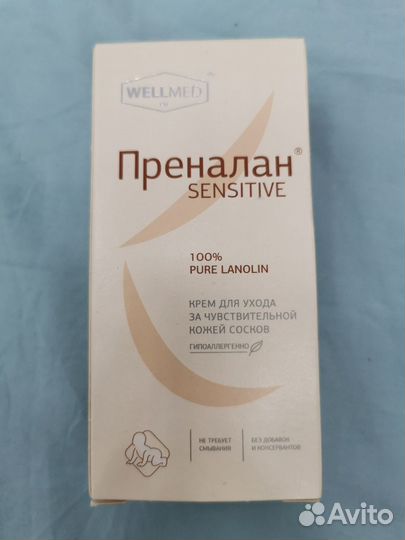 WELLMED
Преналан®
SENSITIVE
100%
PURE LANOLIN
КРЕМ ДЛЯ УХОДА
ЗА ЧУВСТВИТЕЛЬНОЙ
КОЖЕЙ СОСКОВ
ГИПОАЛЛЕРГЕННО
НЕ ТРЕБУЕТ
СМЫВАНИЯ
БЕЗ ДОБАВОК
И КОНСЕРВАНТОВ
Avito